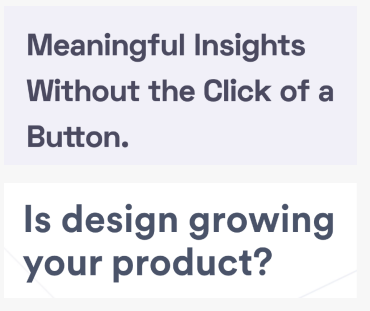 Meaningful Insights
Without the Click of a
Button.
Is design growing
your product?